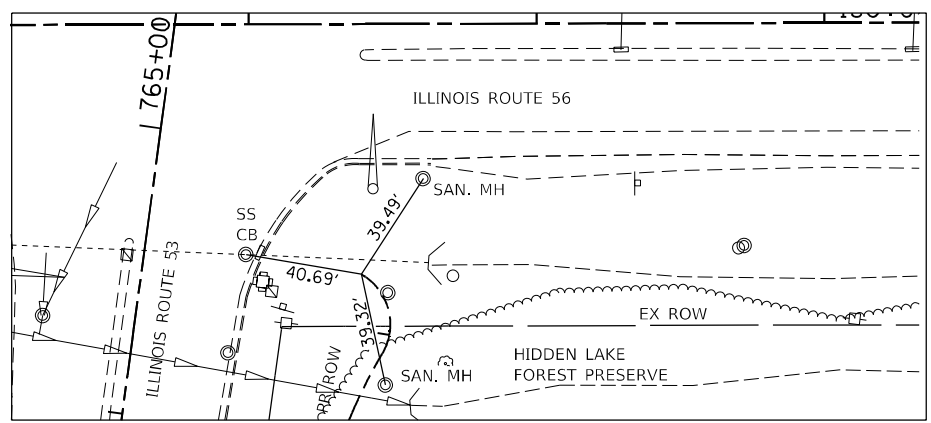 765+00
ILLINOIS ROUTE 56
SAN. MH
39.49'
SS
CB
40.69'
ILLINOIS ROUTE 53
39.32'
EX ROW
HIDDEN LAKE
FOREST PRESERVE
SAN. MH
ROW